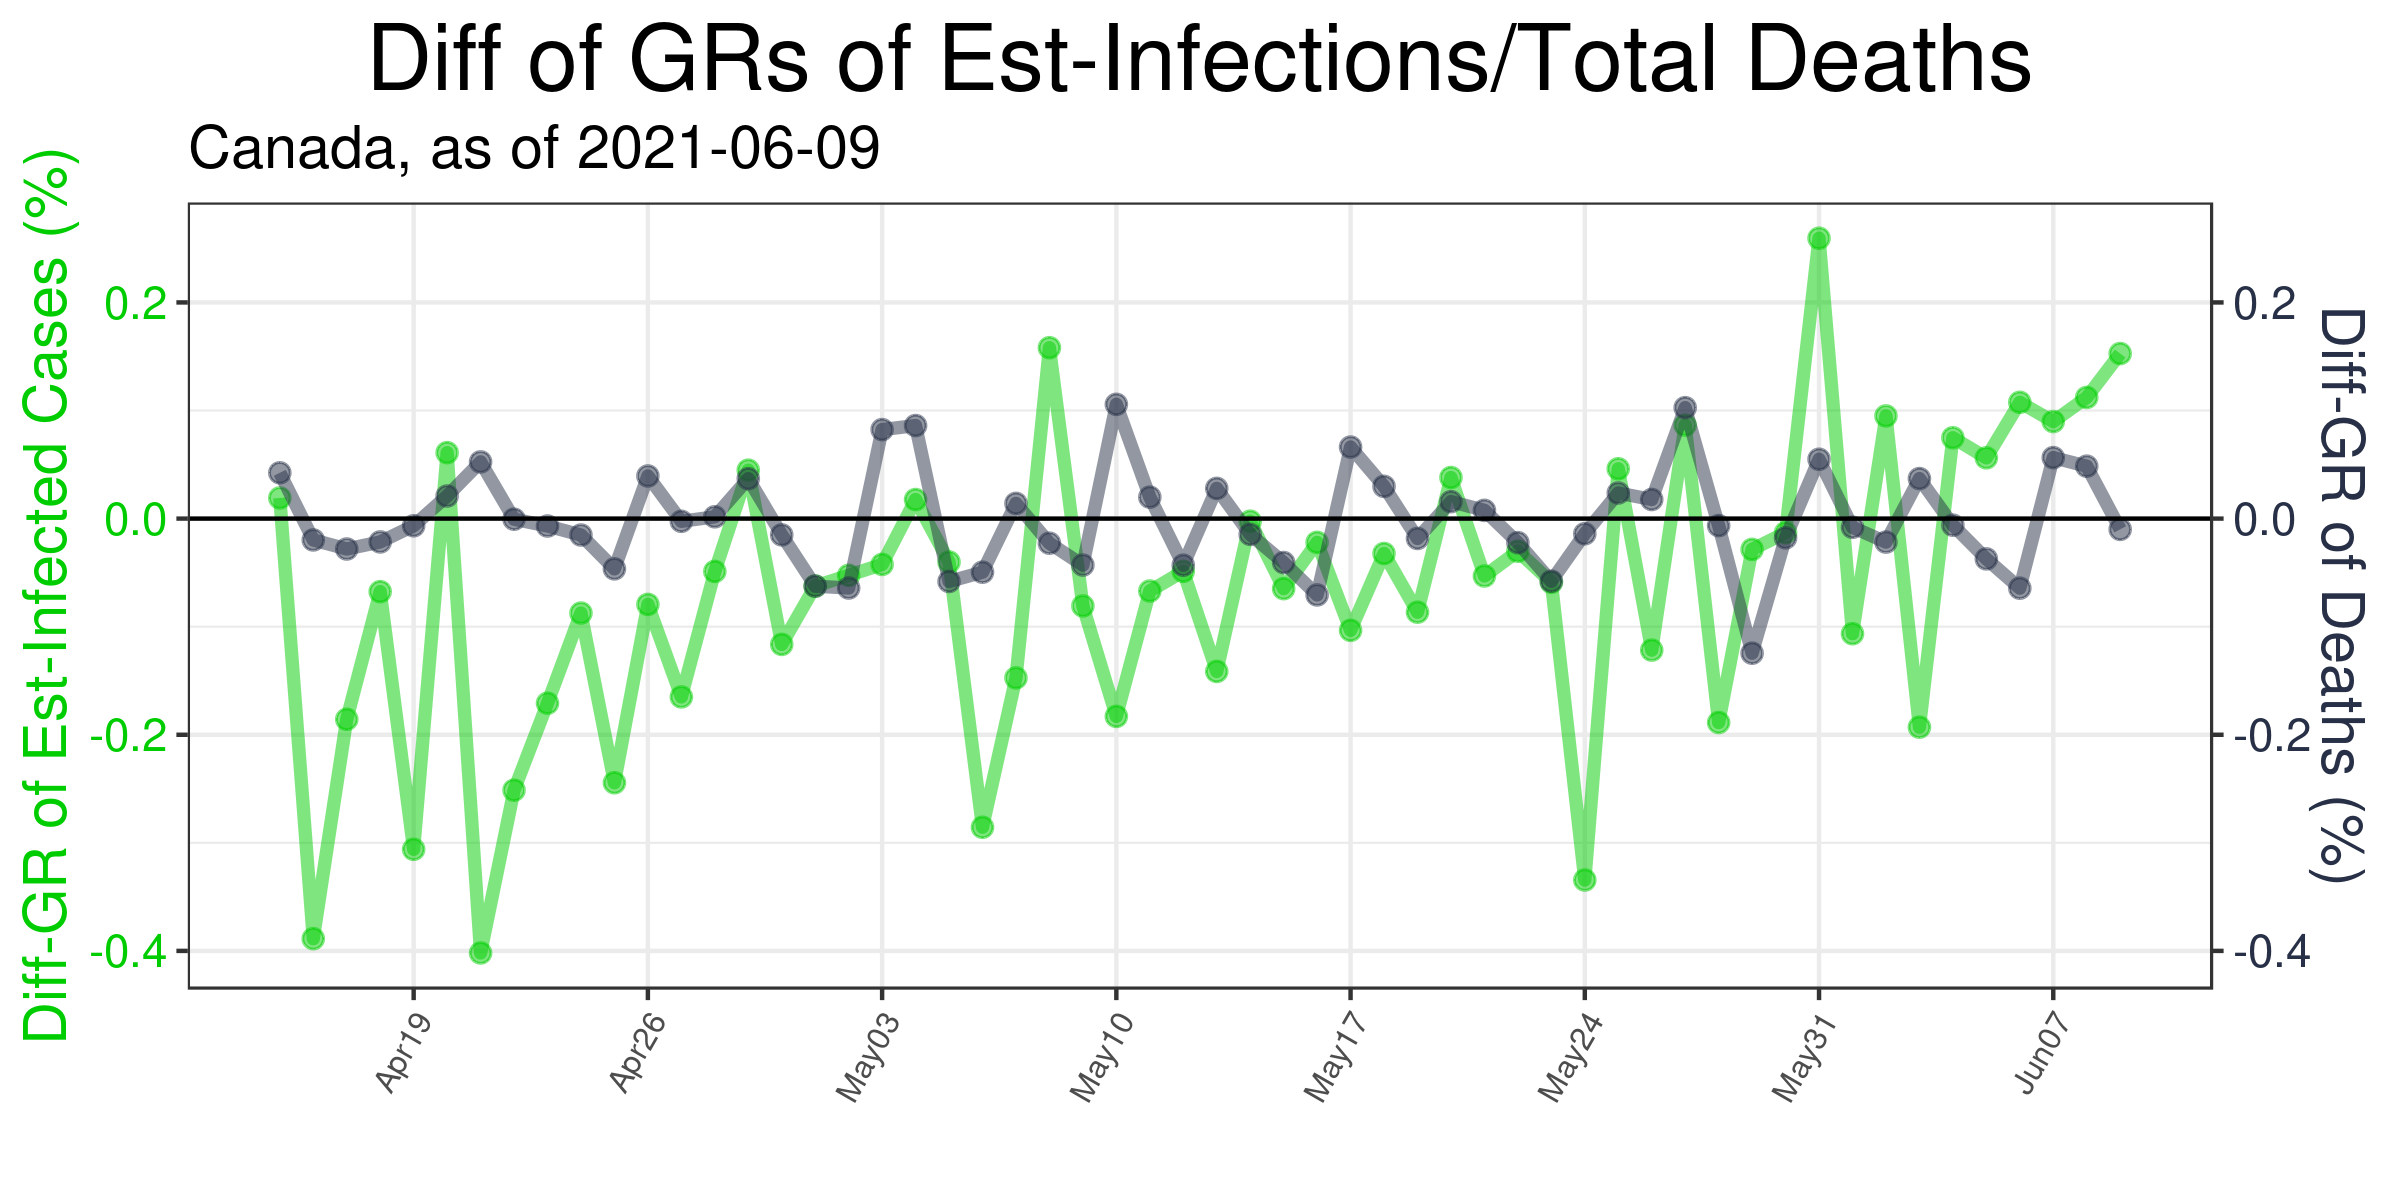 Diff of GRs of Est-Infections/Total Deaths
Canada, as of 2021-06-09
Diff-GR of Est-Infected Cases (%)
0.2
0.0
-0.2
-0.4
0.2
0.0
-0.2
-0.4
Diff-GR of Deaths (%)
Apr19
Apr26
May03
May10
May17
May24
May31
Jun07